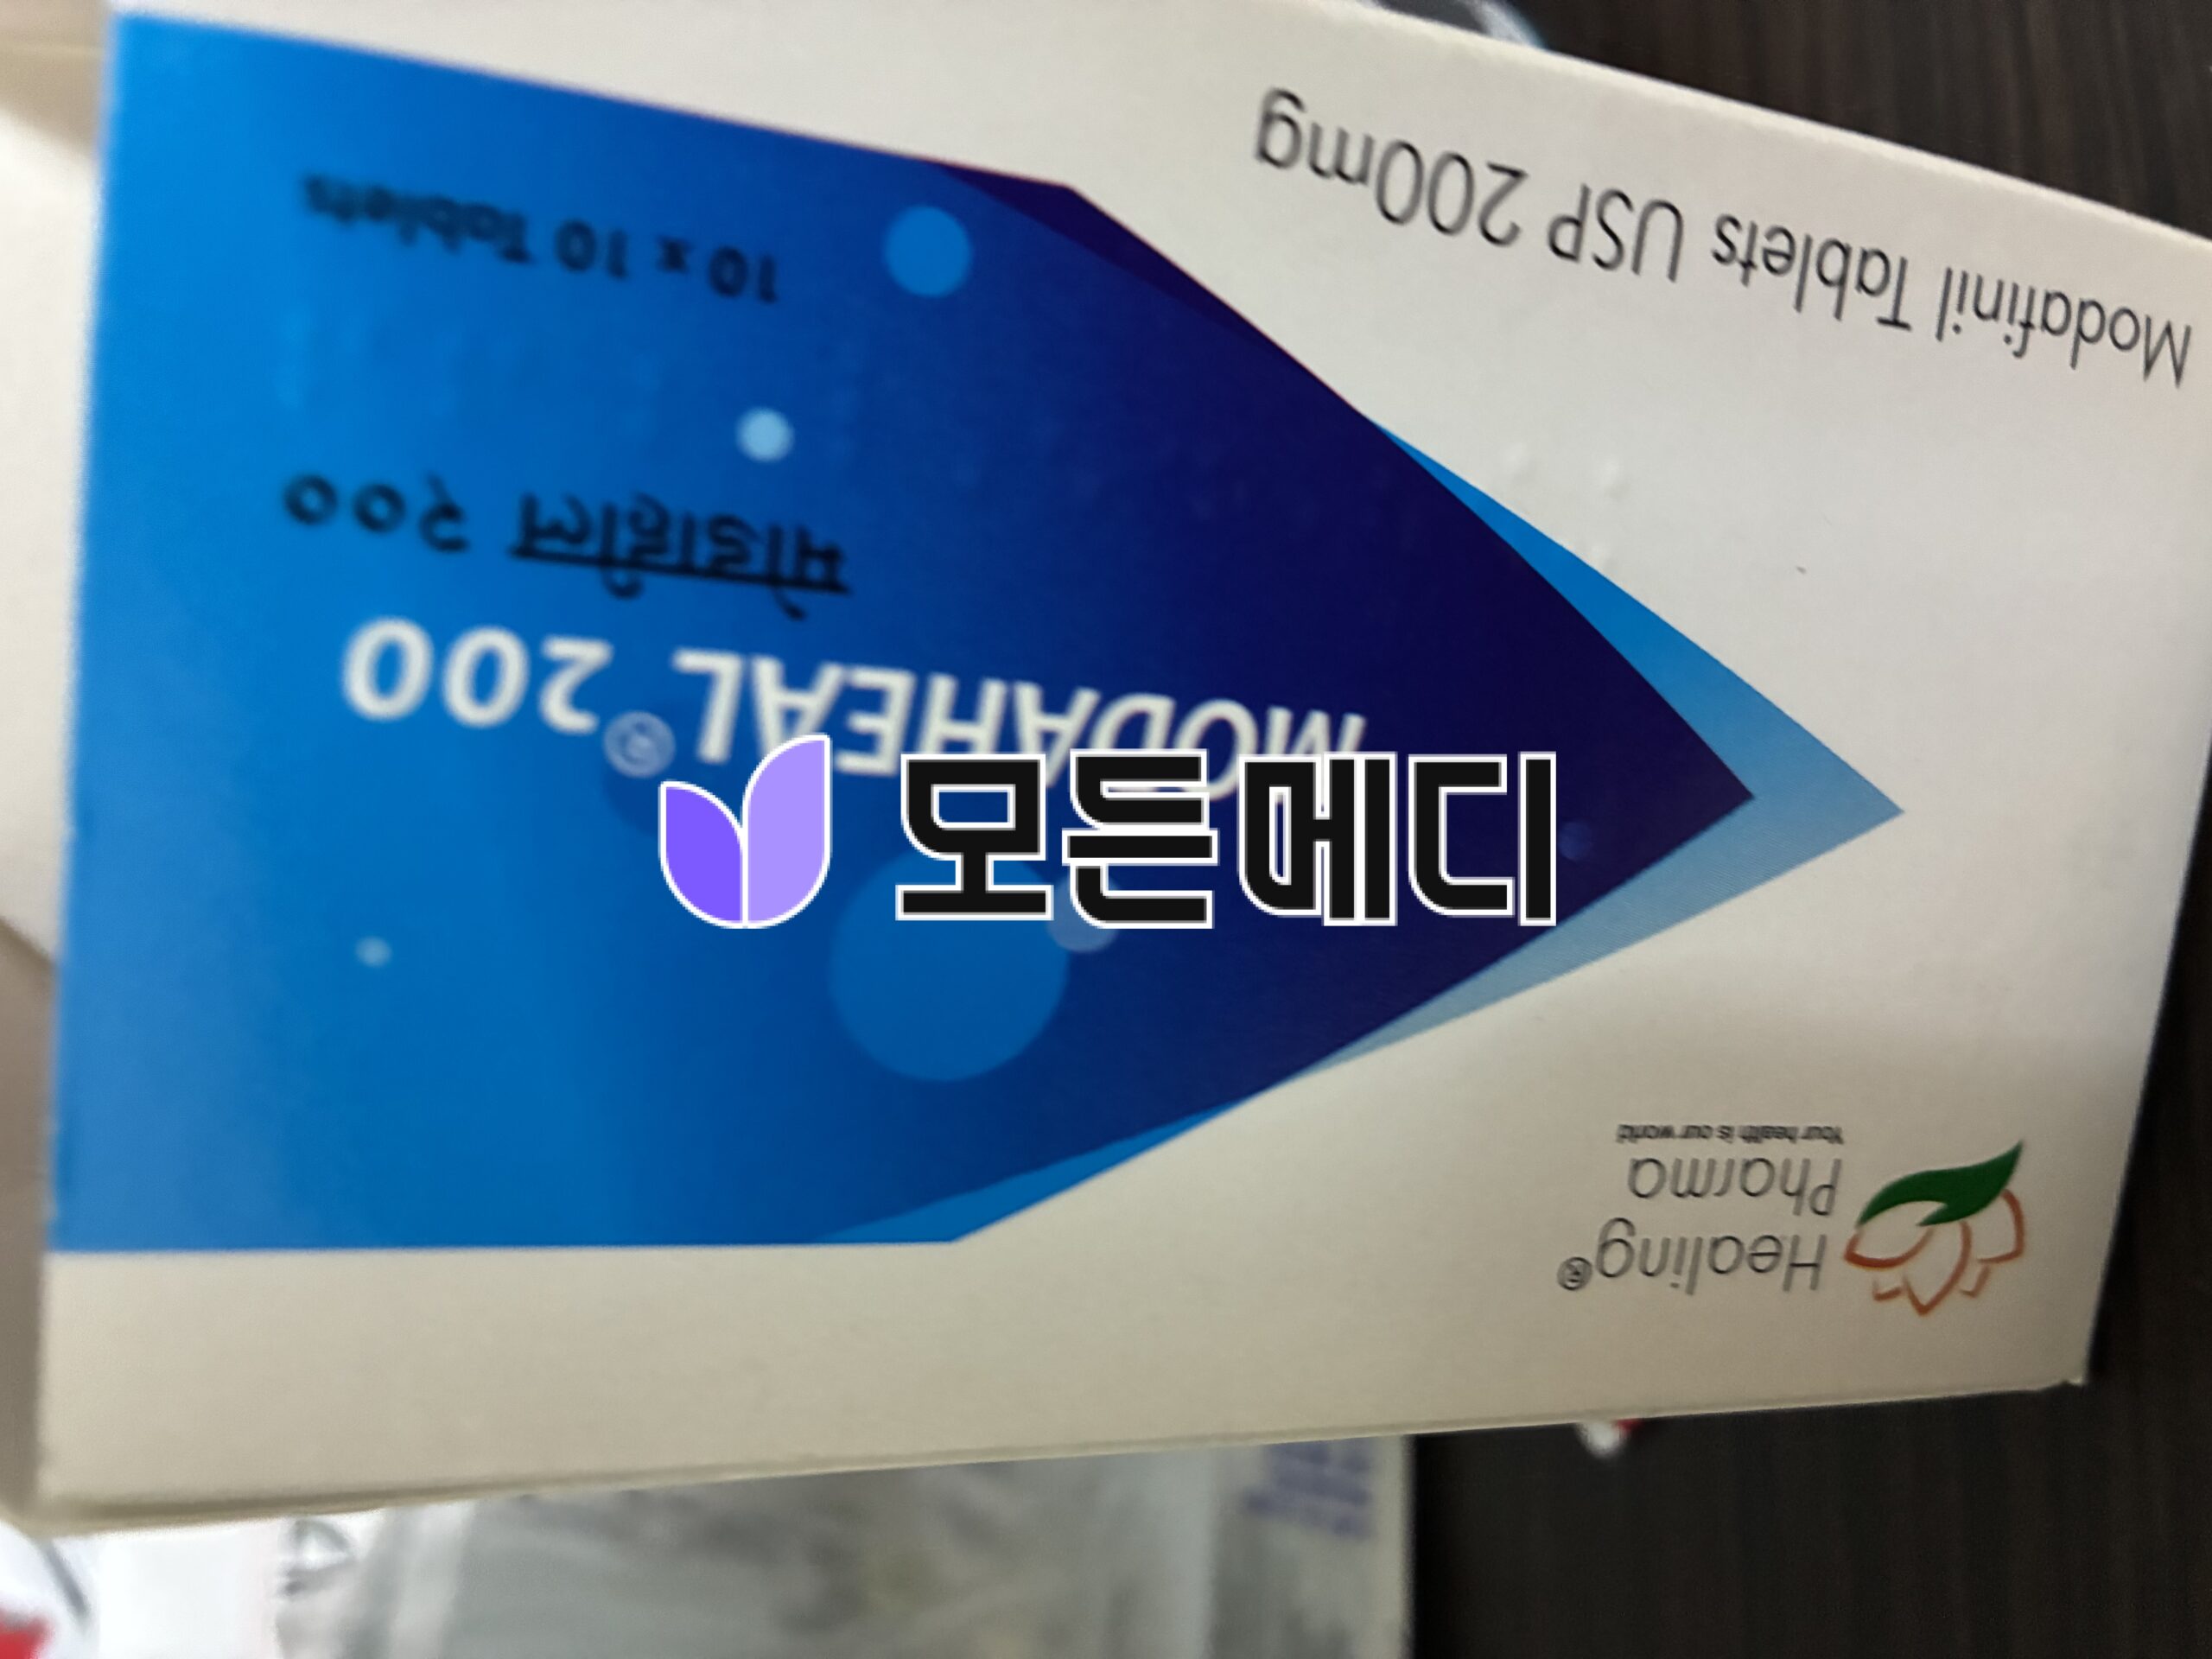 Healing®
Pharma
Your health is our world
MODAHEAL® 200
मोडाहील २००
10 x 10 Tablets
Modafinil Tablets USP 200mg
모든메디